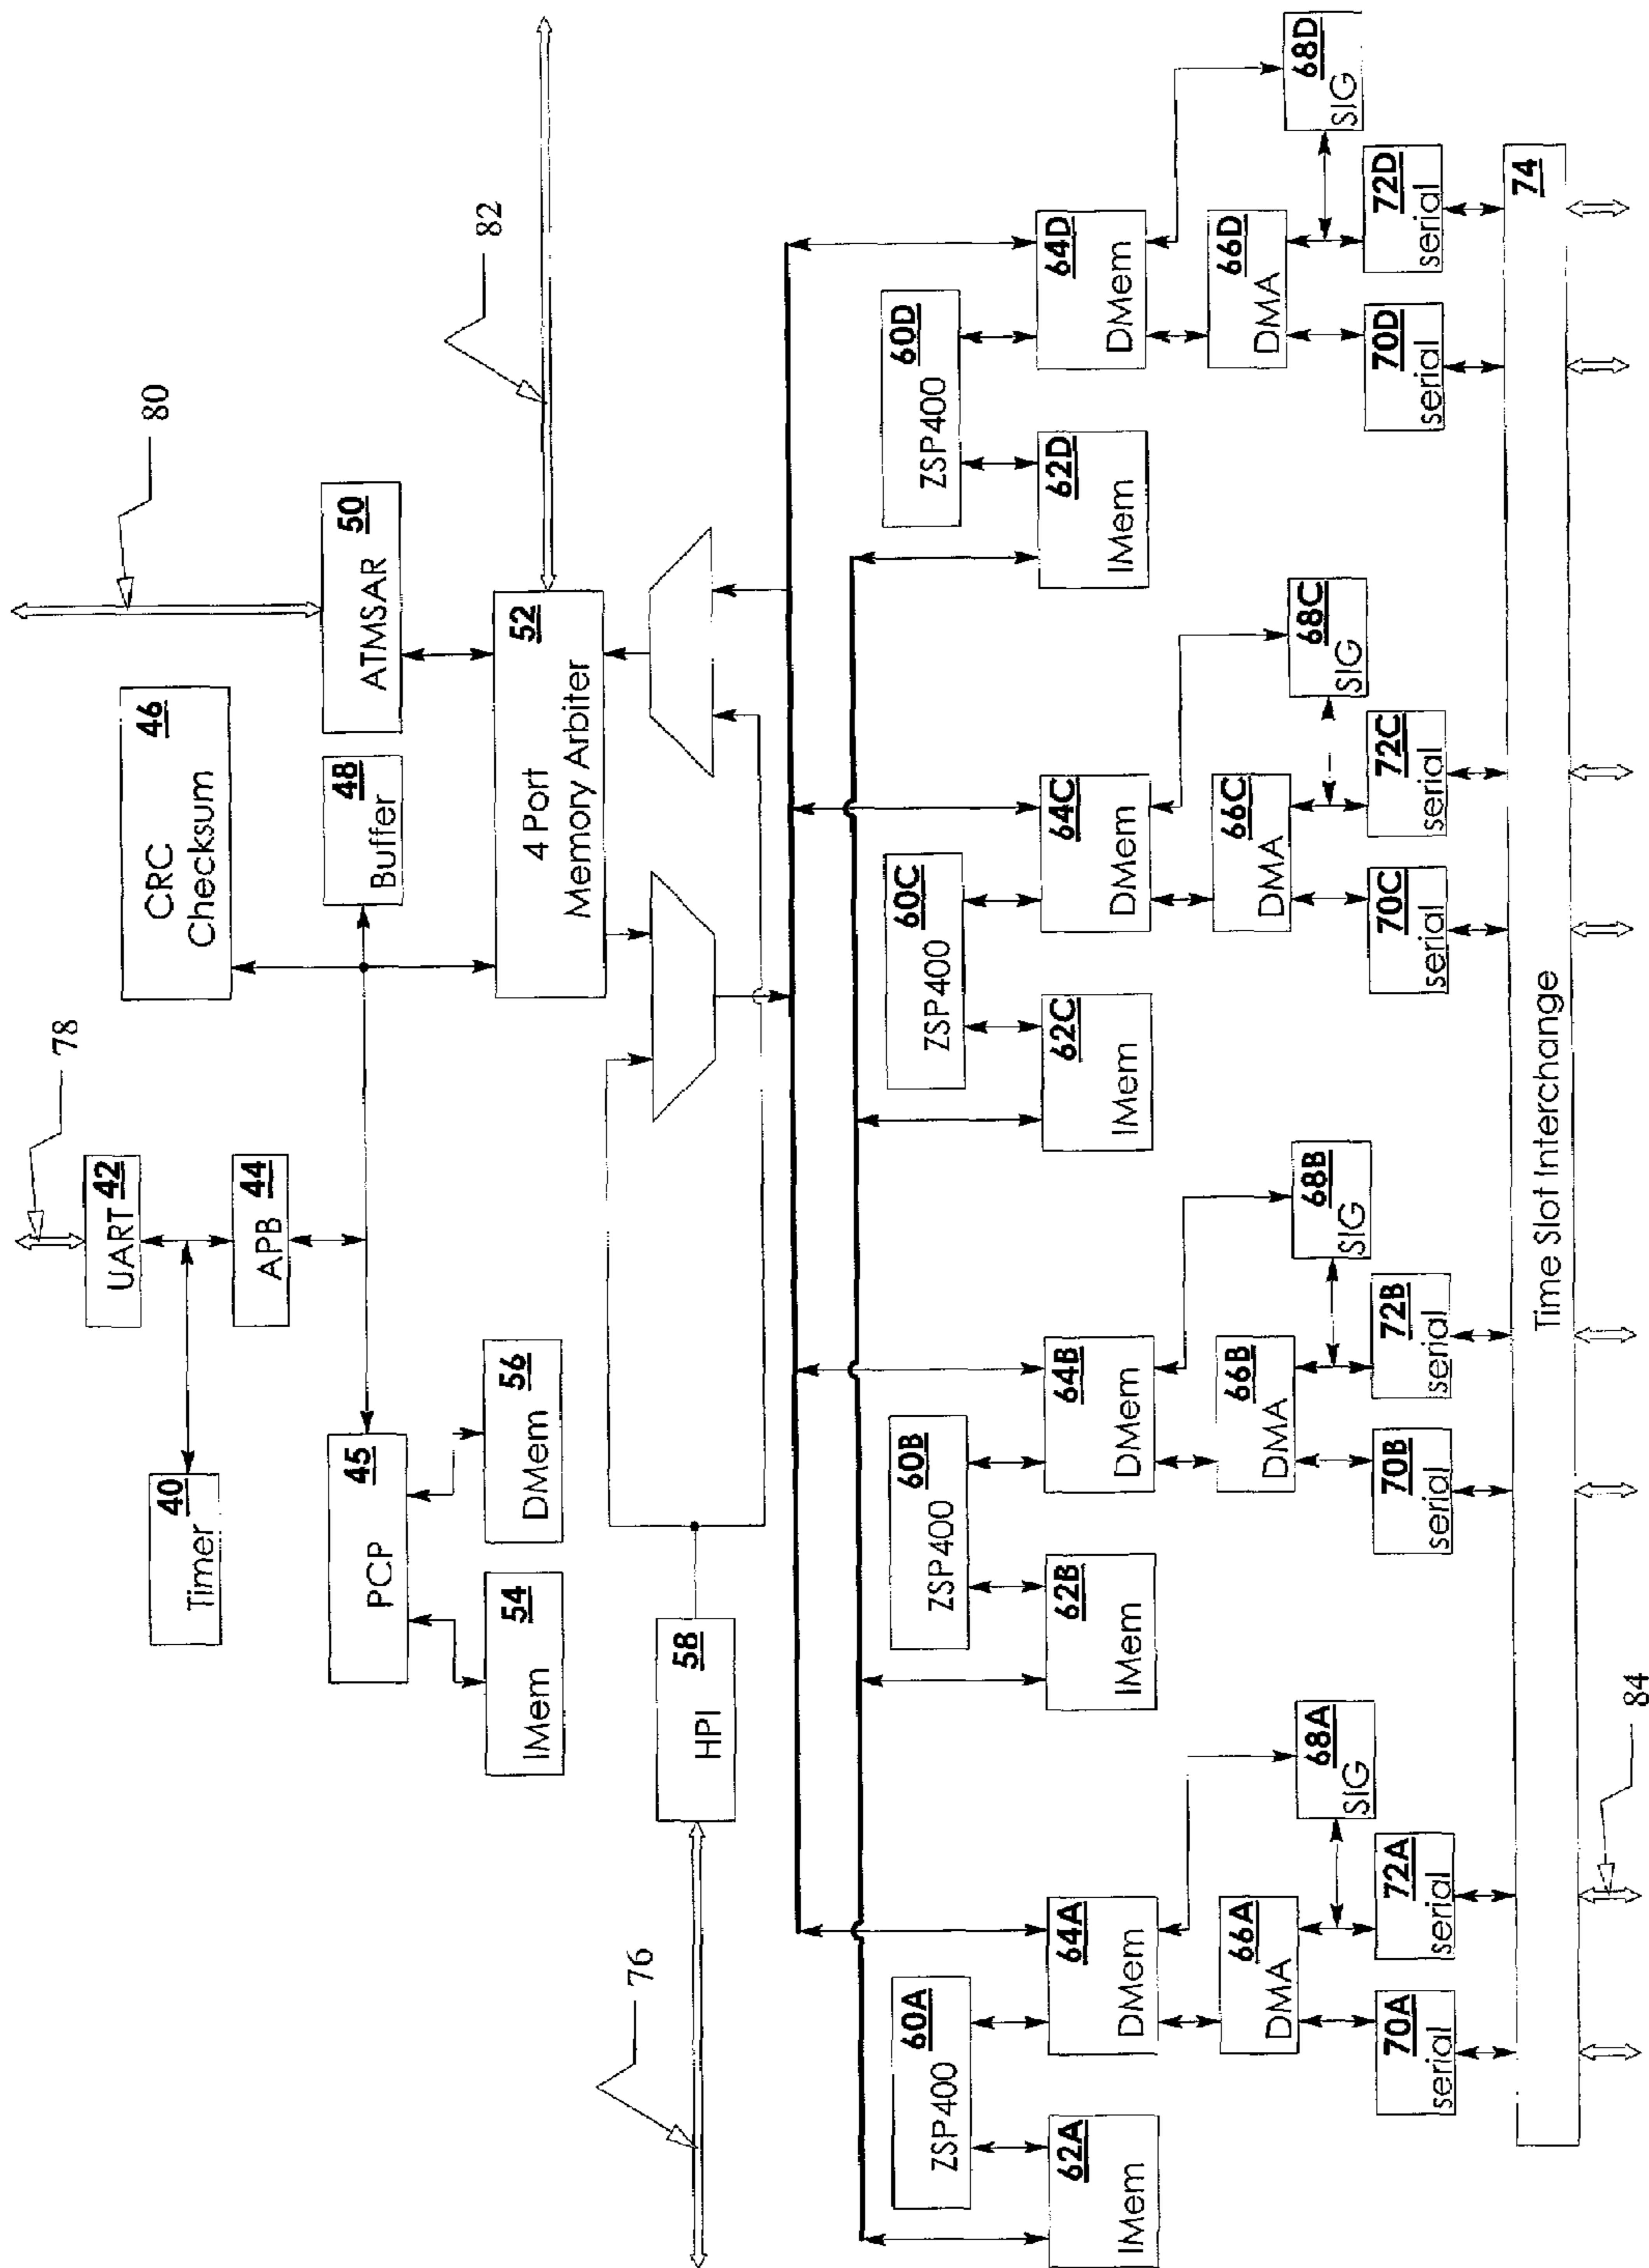 78
80
82
UART 42
40
Timer
APB 44
CRC
Checksum
46
45
PCP
48
Buffer
ATMSAR 50
54
IMem
56
DMem
4 Port
Memory Arbiter
52
76
58
HPI
60A
ZSP400
60B
ZSP400
60C
ZSP400
60D
ZSP400
62A
IMem
64A
DMem
62B
IMem
64B
DMem
62C
IMem
64C
DMem
62D
IMem
64D
DMem
66A
DMA
68A
SIG
66B
DMA
68B
SIG
66C
DMA
68C
SIG
66D
DMA
68D
SIG
70A
serial
72A
serial
70B
serial
72B
serial
70C
serial
72C
serial
70D
serial
72D
serial
Time Slot Interchange
74
84